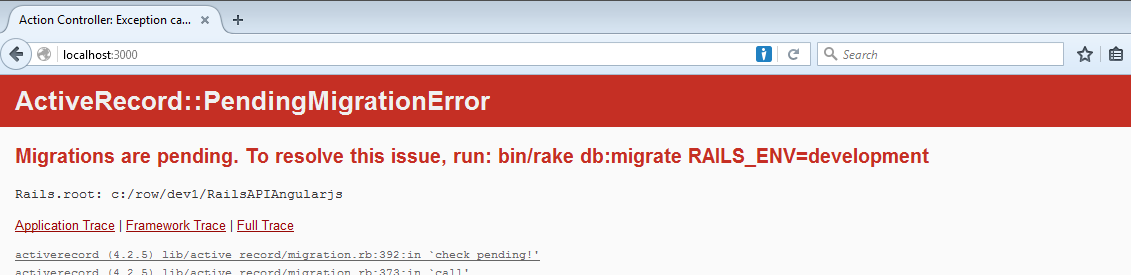 Action Controller: Exception ca...
localhost:3000
Search
ActiveRecord::PendingMigrationError
Migrations are pending. To resolve this issue, run: bin/rake db:migrate RAILS_ENV=development
Rails.root: c:/row/dev1/RailsAPIAngularjs
Application Trace | Framework Trace | Full Trace
activerecord (4.2.5) lib/active_record/migration.rb:392:in `check_pending!'
activerecord (4.2.5) lib/active_record/migration.rb:373:in `call'